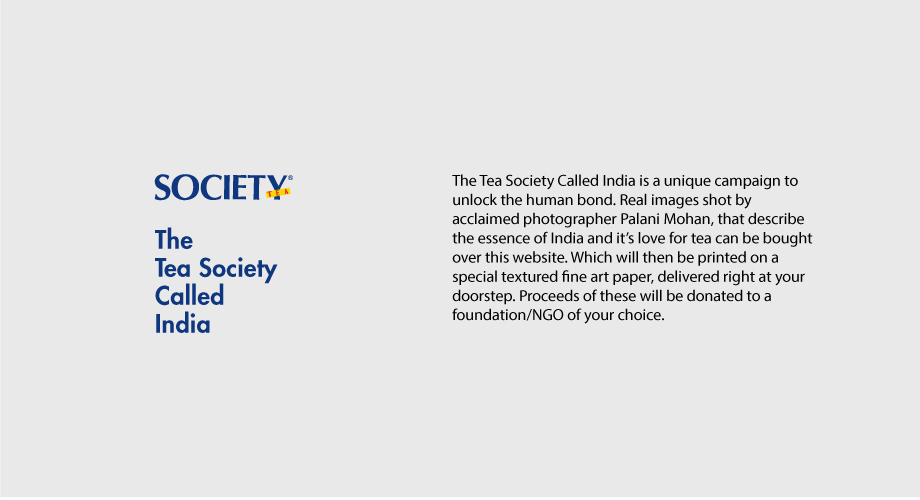 SOCIETY®
TEA
The
Tea Society
Called
India
The Tea Society Called India is a unique campaign to
unlock the human bond. Real images shot by
acclaimed photographer Palani Mohan, that describe
the essence of India and it’s love for tea can be bought
over this website. Which will then be printed on a
special textured fine art paper, delivered right at your
doorstep. Proceeds of these will be donated to a
foundation/NGO of your choice.